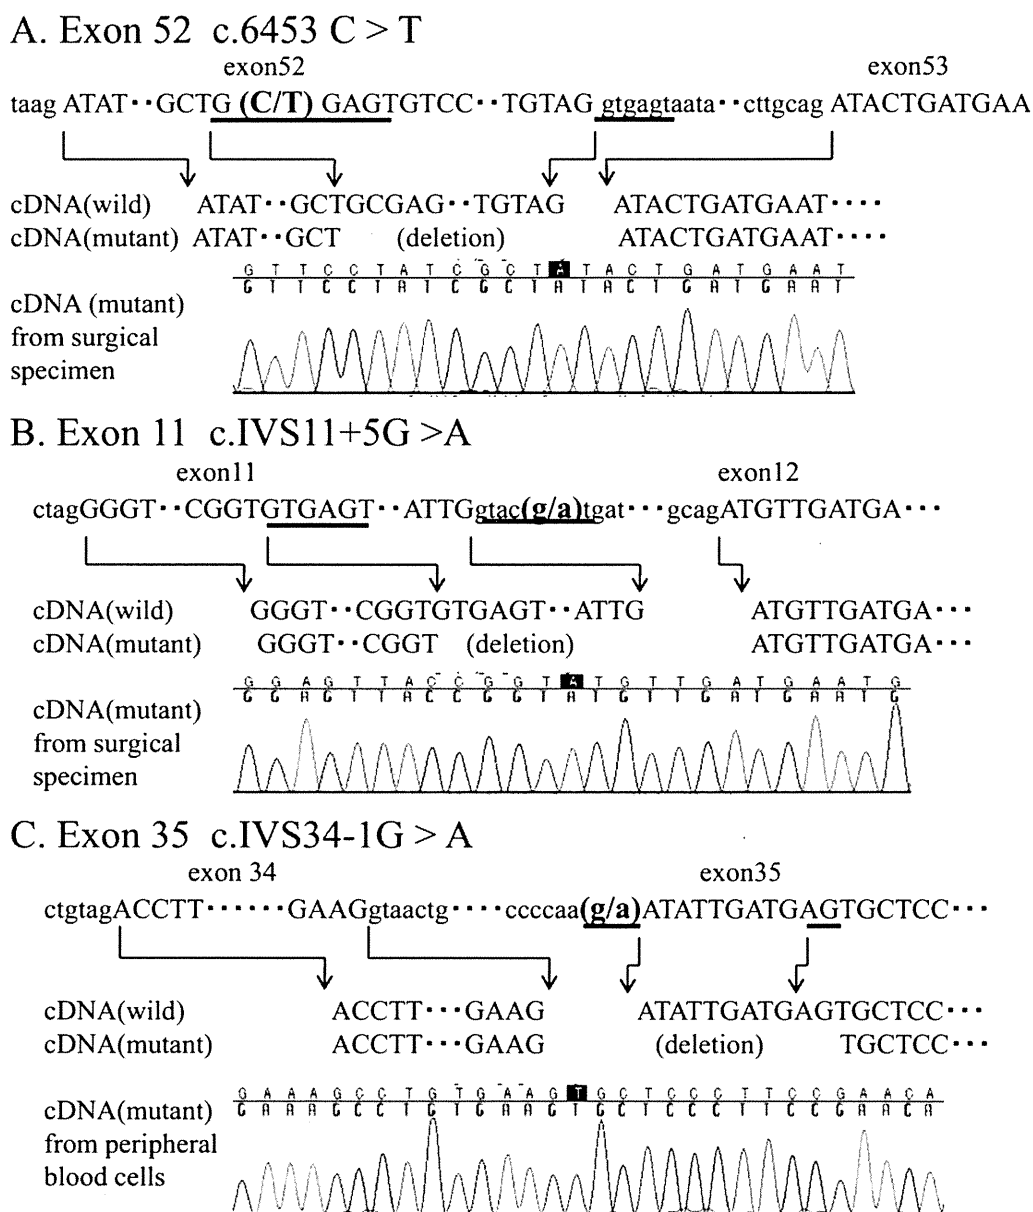 A. Exon 52 c.6453 C > T
exon52 exon53
taag ATAT··GCTG (C/T) GAGTGTCC··TGTAG gtgagtaata··cttgcag ATACTGATGAA
cDNA(wild) ATAT··GCTGCGAG··TGTAG ATACTGATGAAT····
cDNA(mutant) ATAT··GCT (deletion) ATACTGATGAAT····
G T T C C T A T C G C T A T A C T G A T G A A T
G T T C C T A T C G C T A T A C T G A T G A A T
cDNA (mutant)
from surgical
specimen
B. Exon 11 c.IVS11+5G >A
exon11 exon12
ctagGGGT··CGGTGTGAGT··ATTGgtac(g/a)tgat···gcagATGTTGATGA···
cDNA(wild) GGGT··CGGTGTGAGT··ATTG ATGTTGATGA···
cDNA(mutant) GGGT··CGGT (deletion) ATGTTGATGA···
G G A G T T A C C G G T A T G T T G A T G A A T G
G G A G T T A C C G G T A T G T T G A T G A A T G
cDNA(mutant)
from surgical
specimen
C. Exon 35 c.IVS34-1G > A
exon 34 exon35
ctgtagACCTT······GAAGgtaactg····ccccaa(g/a)ATATTGATGAGTGCTCC···
cDNA(wild) ACCTT···GAAG ATATTGATGAGTGCTCC···
cDNA(mutant) ACCTT···GAAG (deletion) TGCTCC···
G A A A G C C T G T G A A G T G C T C C C T T C C G A A C A
G A A A G C C T G T G A A G T G C T C C C T T C C G A A C A
cDNA(mutant)
from peripheral
blood cells